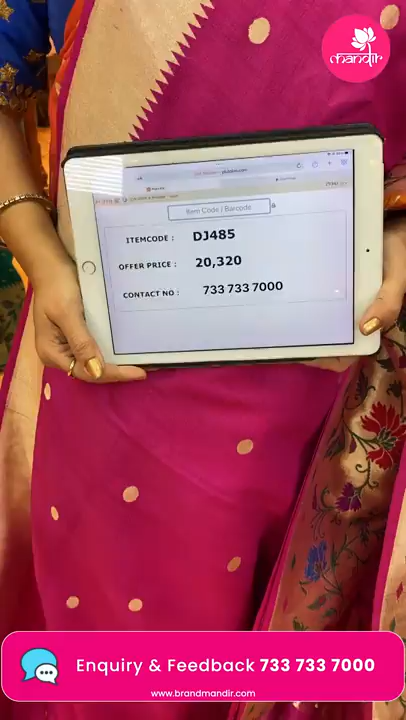 mandir
Item Code / Barcode
ITEMCODE : DJ485
OFFER PRICE : 20,320
CONTACT NO : 733 733 7000
Enquiry & Feedback 733 733 7000
www.brandmandir.com